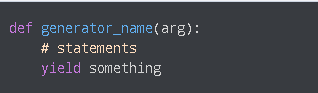 def generator_name(arg):
    # statements
    yield something